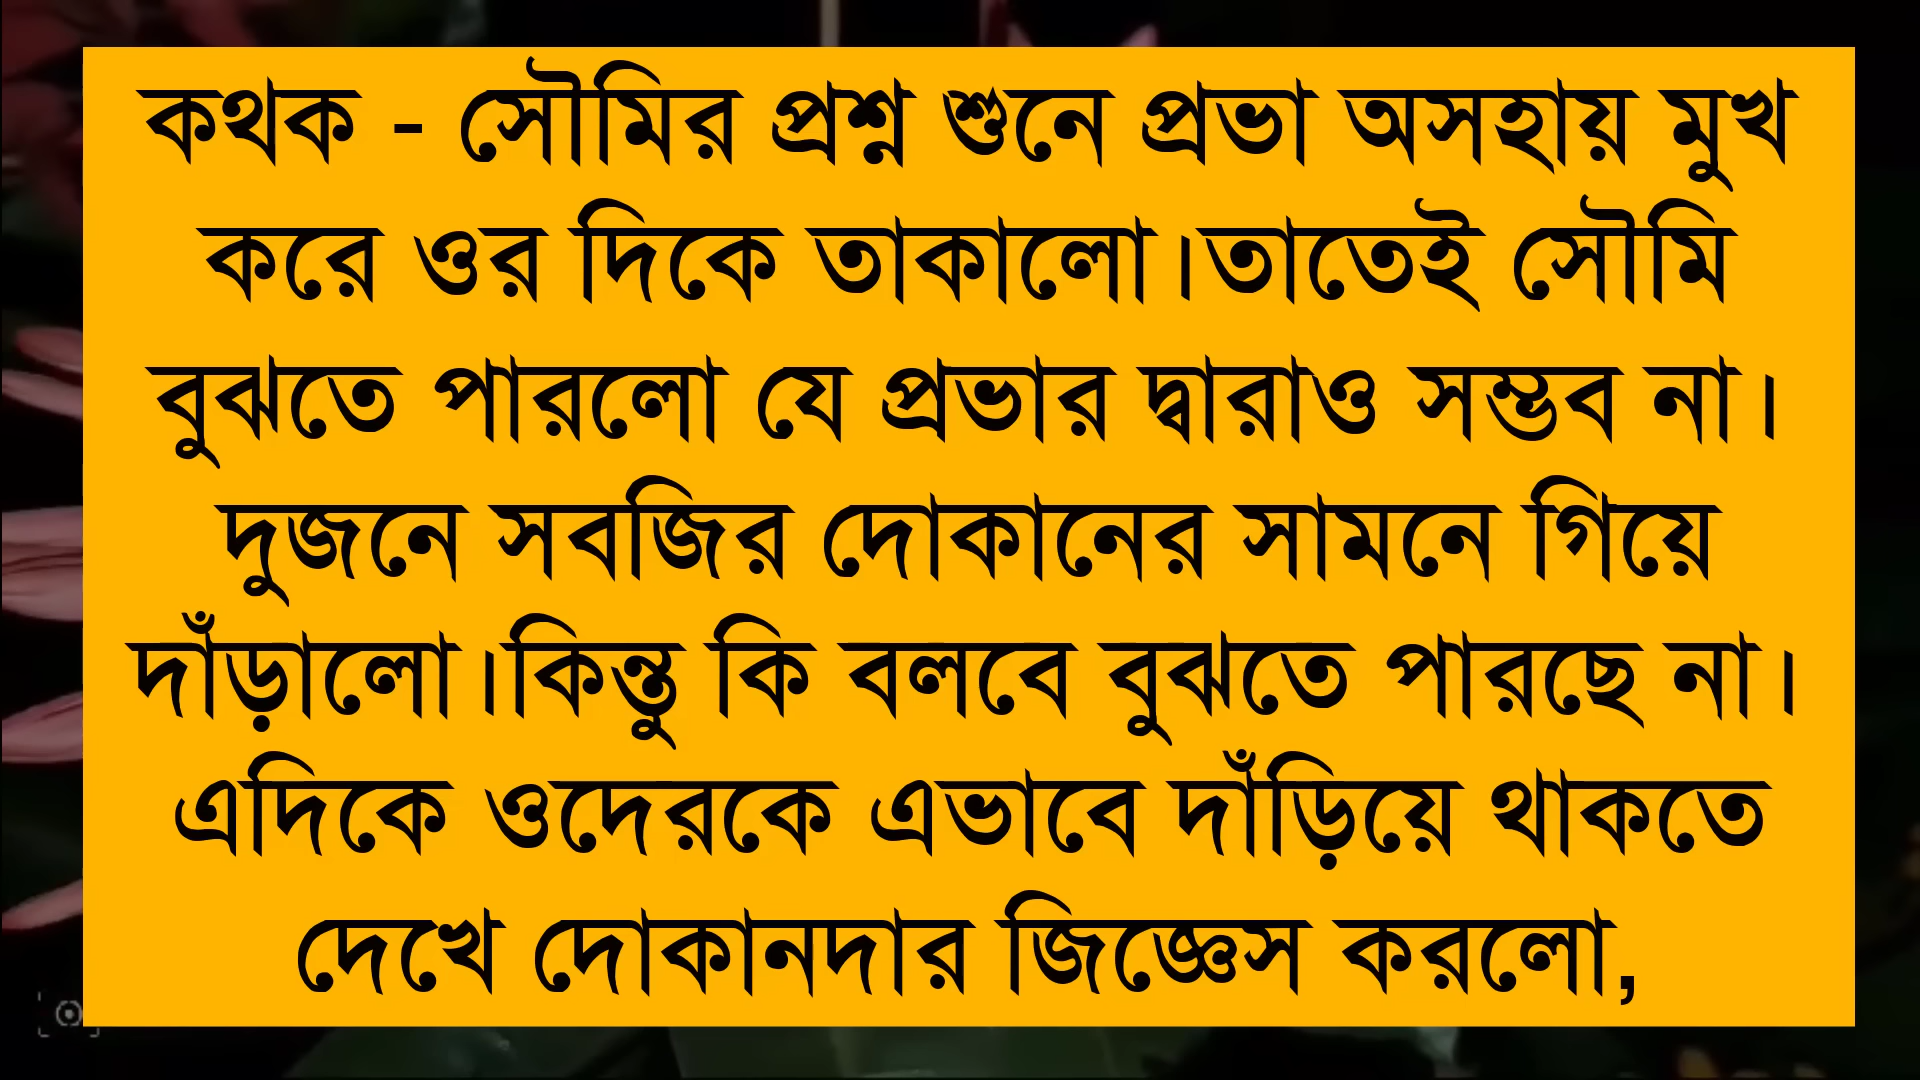 কথক - সৌমির প্রশ্ন শুনে প্রভা অসহায় মুখ
করে ওর দিকে তাকালো।তাতেই সৌমি
বুঝতে পারলো যে প্রভার দ্বারাও সম্ভব না।
দুজনে সবজির দোকানের সামনে গিয়ে
দাঁড়ালো।কিন্তু কি বলবে বুঝতে পারছে না।
এদিকে ওদেরকে এভাবে দাঁড়িয়ে থাকতে
দেখে দোকানদার জিজ্ঞেস করলো,